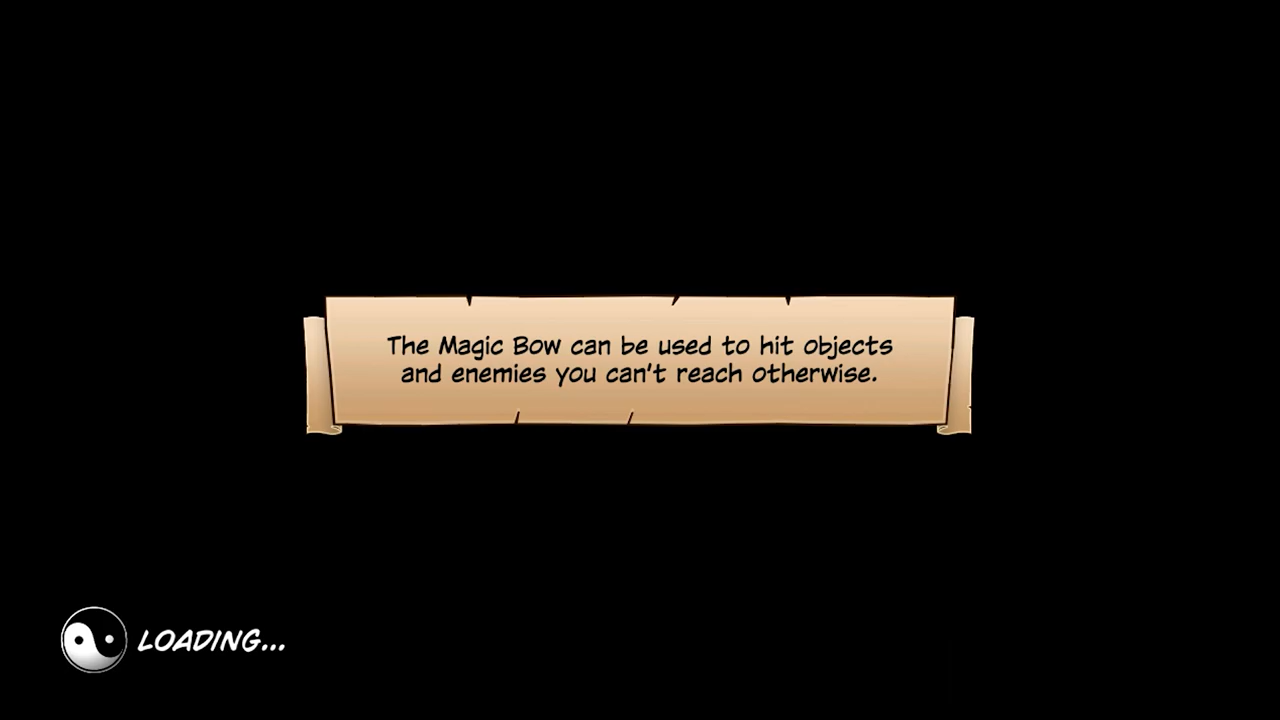 The Magic Bow can be used to hit objects
and enemies you can't reach otherwise.
LOADING...